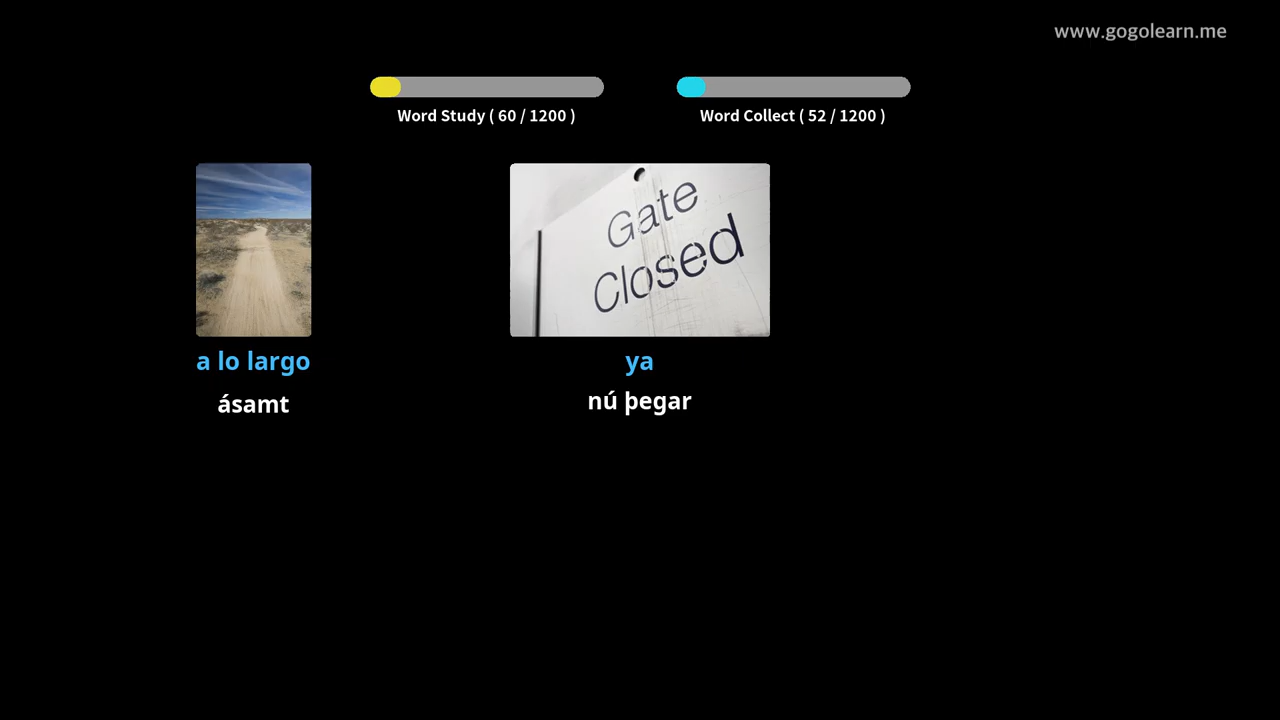 www.gogolearn.me
Word Study ( 60 / 1200 )
Word Collect ( 52 / 1200 )
Gate
Closed
a lo largo
ásamt
ya
nú þegar